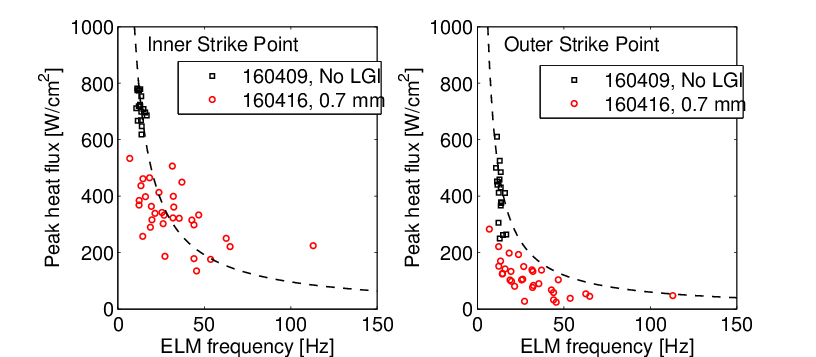 Inner Strike Point
160409, No LGI
160416, 0.7 mm
1000
800
600
400
200
0
0 50 100 150
Peak heat flux [W/cm2]
ELM frequency [Hz]
Outer Strike Point
160409, No LGI
160416, 0.7 mm
1000
800
600
400
200
0
0 50 100 150
Peak heat flux [W/cm2]
ELM frequency [Hz]